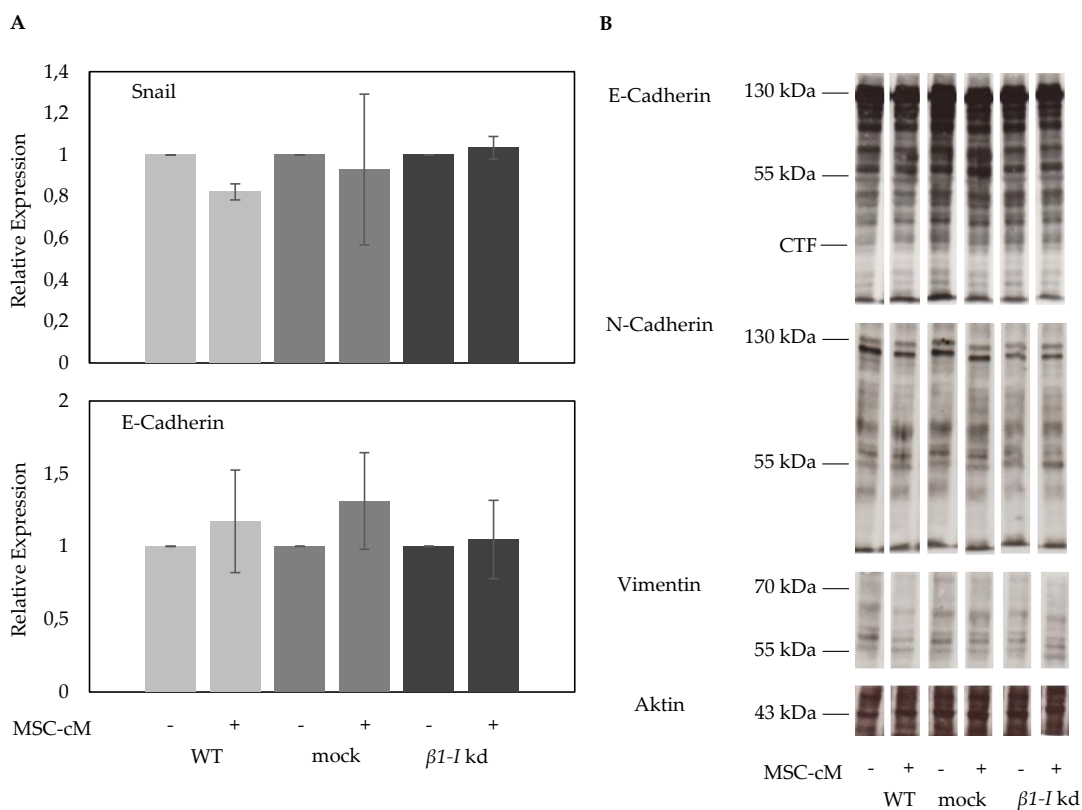 A
Snail
1,4
1,2
1
0,8
0,6
0,4
0,2
0
Relative Expression
E-Cadherin
2
1,5
1
0,5
0
Relative Expression
MSC-cM - + - + - +
WT mock β1-I kd
B
E-Cadherin
130 kDa
55 kDa
CTF
N-Cadherin
130 kDa
55 kDa
Vimentin
70 kDa
55 kDa
Aktin
43 kDa
MSC-cM - + - + - +
WT mock β1-I kd